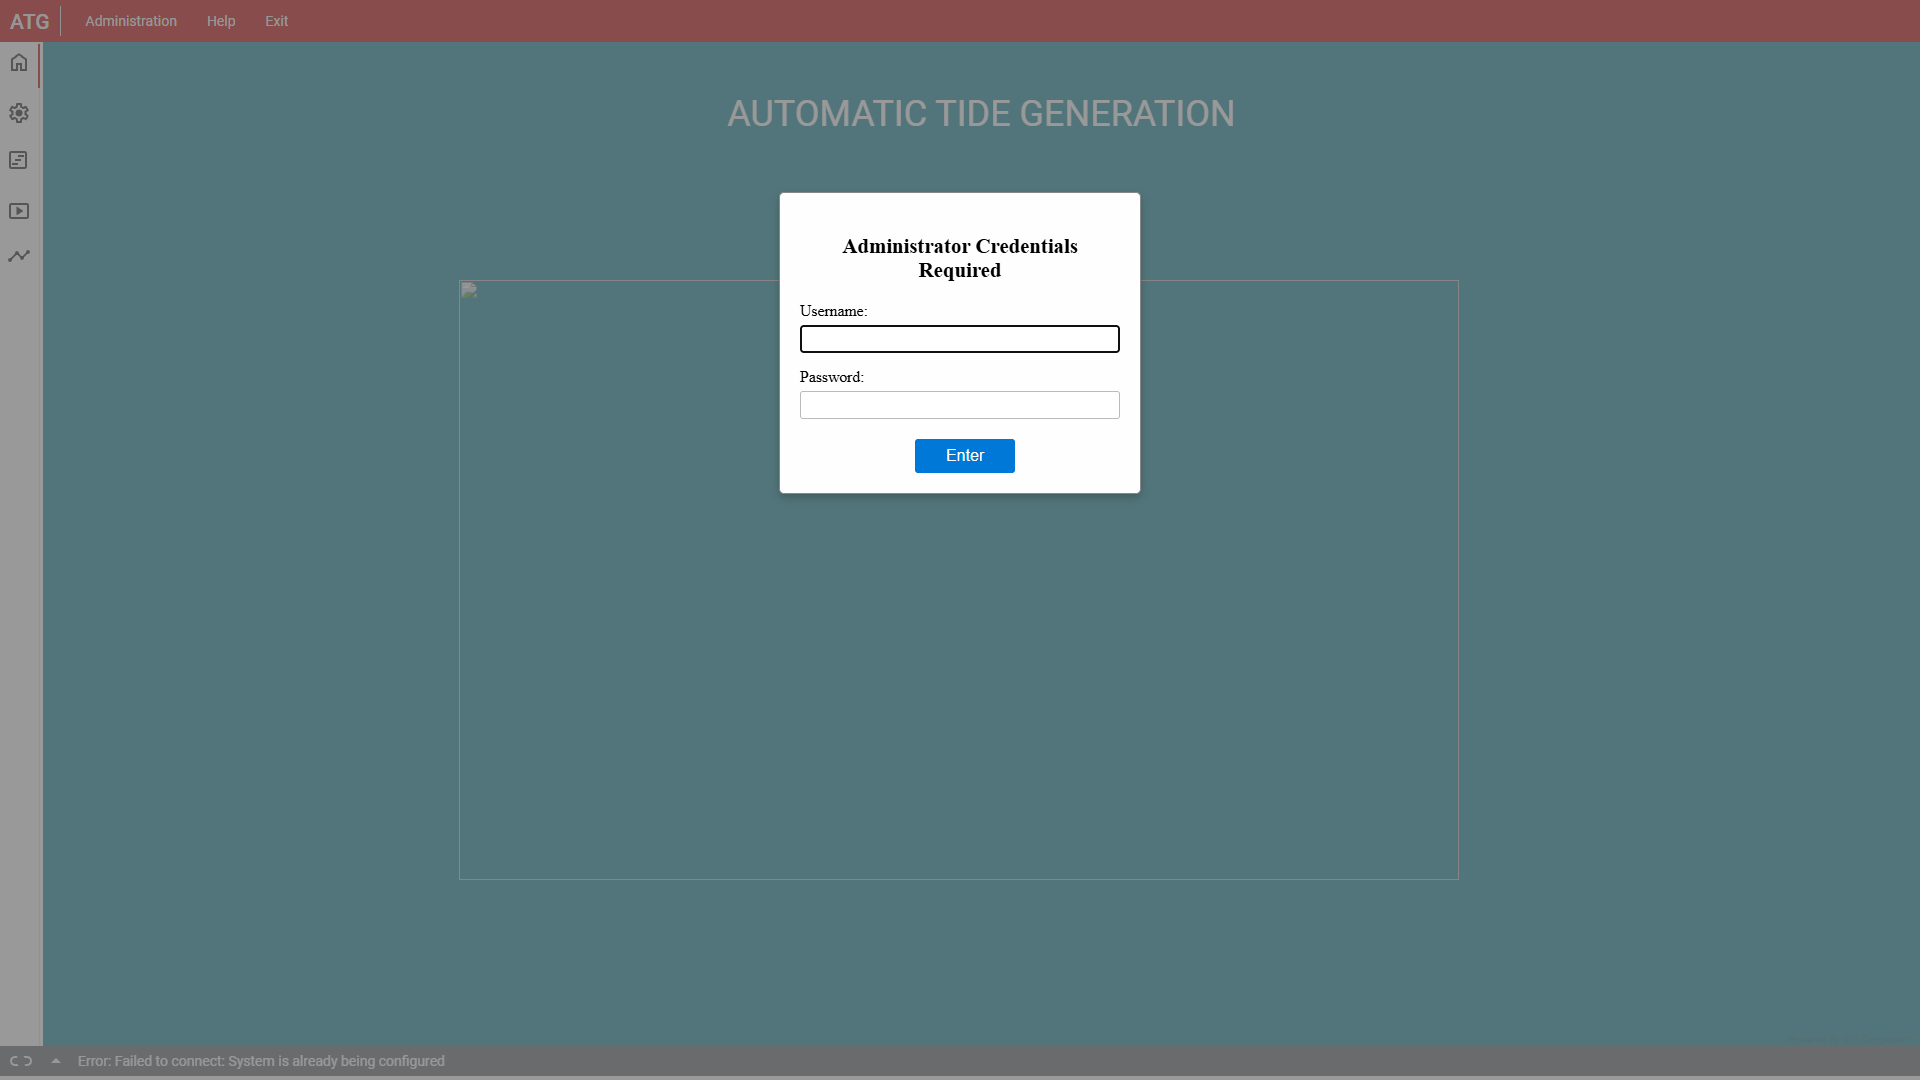 ATG
Administration
Help
Exit
AUTOMATIC TIDE GENERATION
Administrator Credentials
Required
Username:
Password:
Enter
Error: Failed to connect: System is already being configured